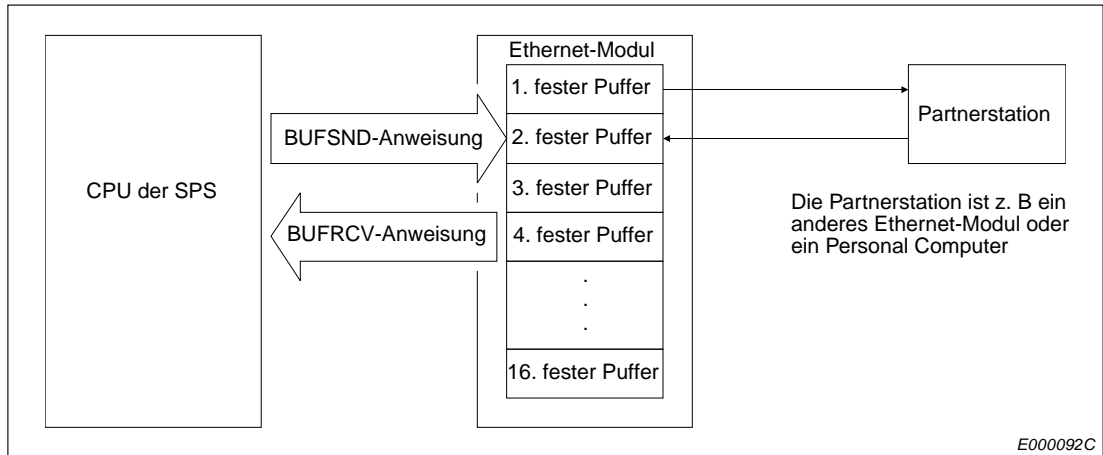 Ethernet-Modul
1. fester Puffer
2. fester Puffer
3. fester Puffer
4. fester Puffer
.
.
.
16. fester Puffer
CPU der SPS
BUFSND-Anweisung
BUFRCV-Anweisung
Partnerstation
Die Partnerstation ist z. B ein
anderes Ethernet-Modul oder
ein Personal Computer
E000092C